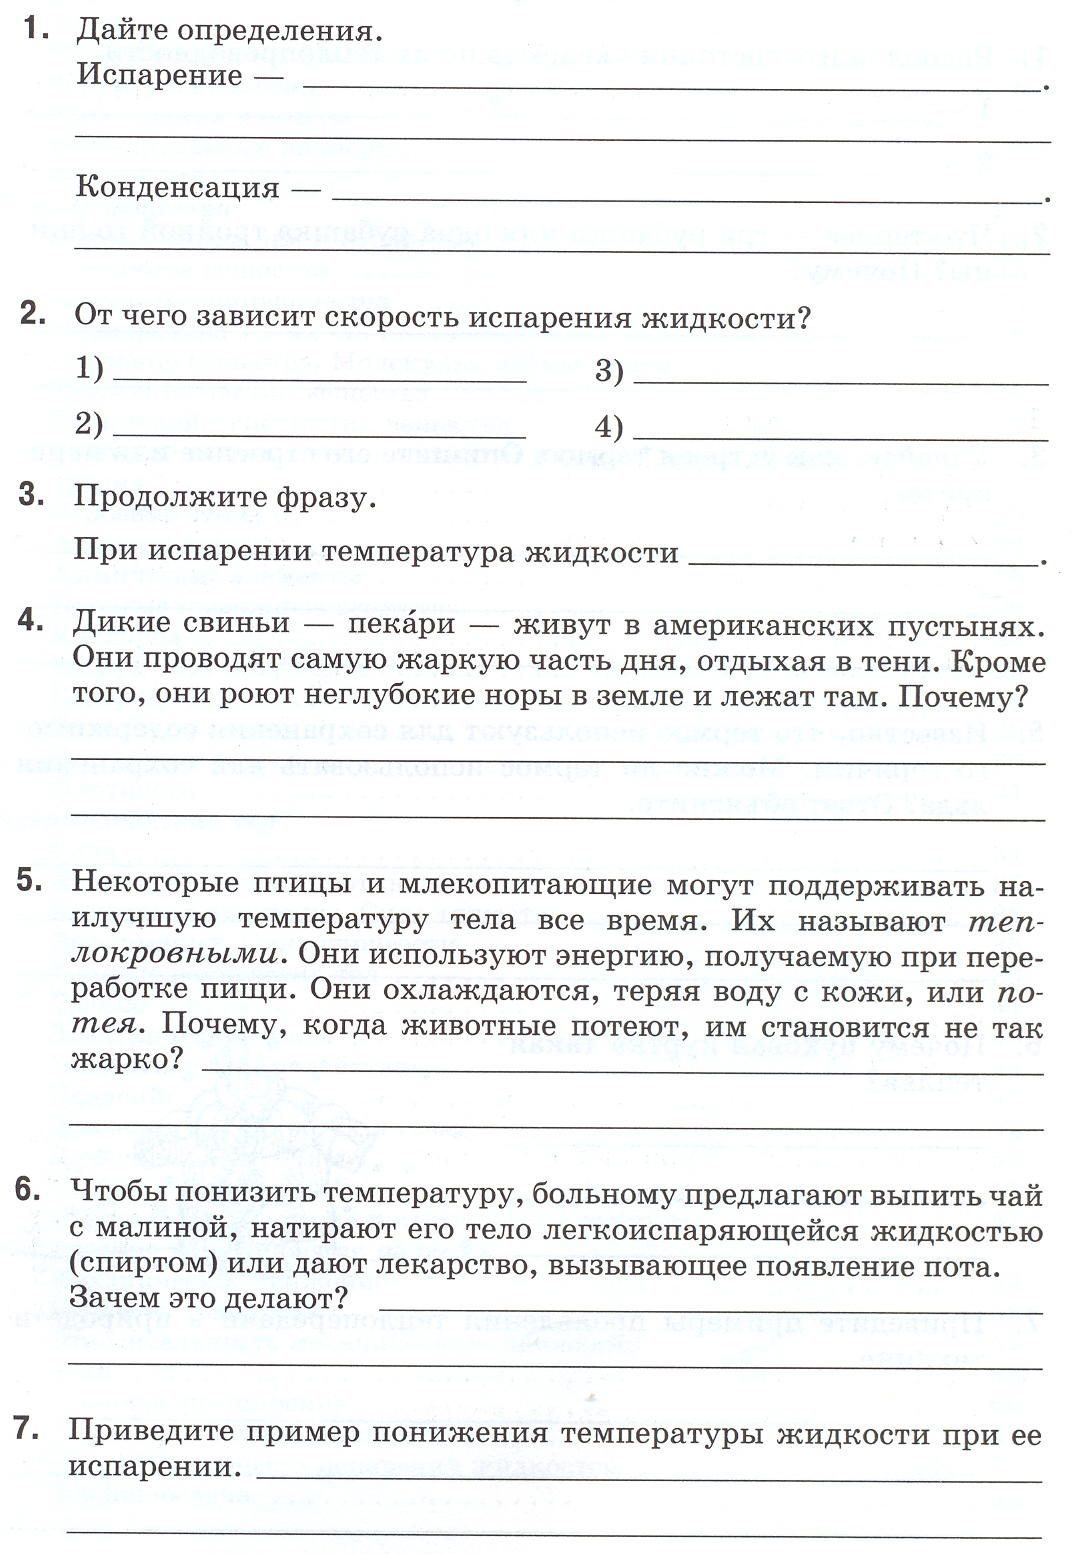 1. Дайте определения.
Испарение — .
Конденсация — .
2. От чего зависит скорость испарения жидкости?
1) 3)
2) 4)
3. Продолжите фразу.
При испарении температура жидкости .
4. Дикие свиньи — пека́ри — живут в американских пустынях.
Они проводят самую жаркую часть дня, отдыхая в тени. Кроме
того, они роют неглубокие норы в земле и лежат там. Почему?
5. Некоторые птицы и млекопитающие могут поддерживать на-
илучшую температуру тела все время. Их называют теп-
локровными. Они используют энергию, получаемую при пере-
работке пищи. Они охлаждаются, теряя воду с кожи, или по-
тея. Почему, когда животные потеют, им становится не так
жарко?
6. Чтобы понизить температуру, больному предлагают выпить чай
с малиной, натирают его тело легкоиспаряющейся жидкостью
(спиртом) или дают лекарство, вызывающее появление пота.
Зачем это делают?
7. Приведите пример понижения температуры жидкости при ее
испарении.